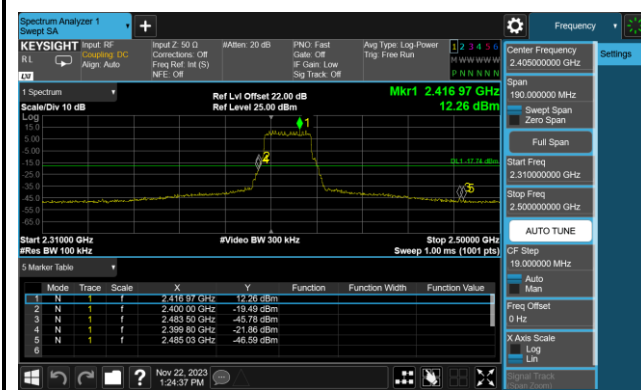 Spectrum Analyzer 1
Swept SA
+
Frequency
KEYSIGHT
R L
Input: RF
Coupling: DC
Align: Auto
Input Z: 50 Ω
Corrections: Off
Freq Ref: Int (S)
NFE: Off
#Atten: 20 dB
PNO: Fast
Gate: Off
IF Gain: Low
Sig Track: Off
Avg Type: Log-Power
Trig: Free Run
1 2 3 4 5 6
M W W W W W
P N N N N N
1 Spectrum
Scale/Div 10 dB
Ref Lvl Offset 22.00 dB
Ref Level 25.00 dBm
Mkr1 2.416 97 GHz
12.26 dBm
Log
15.0
5.00
-5.00
-15.0
-25.0
-35.0
-45.0
-55.0
-65.0
1
2
DL1 -17.74 dBm
Start 2.31000 GHz
#Res BW 100 kHz
#Video BW 300 kHz
Stop 2.50000 GHz
Sweep 1.00 ms (1001 pts)
5 Marker Table
Mode Trace Scale X Y Function Function Width Function Value
1 N 1 f 2.416 97 GHz 12.26 dBm
2 N 1 f 2.400 00 GHz -19.49 dBm
3 N 1 f 2.483 50 GHz -45.78 dBm
4 N 1 f 2.399 80 GHz -21.86 dBm
5 N 1 f 2.485 03 GHz -46.59 dBm
6
?
Nov 22, 2023
1:24:37 PM
Center Frequency
2.405000000 GHz
Span
190.000000 MHz
Swept Span
Zero Span
Full Span
Start Freq
2.310000000 GHz
Stop Freq
2.500000000 GHz
AUTO TUNE
CF Step
19.000000 MHz
Auto
Man
Freq Offset
0 Hz
X Axis Scale
Log
Lin
Signal Track
(Span Zoom)
Settings